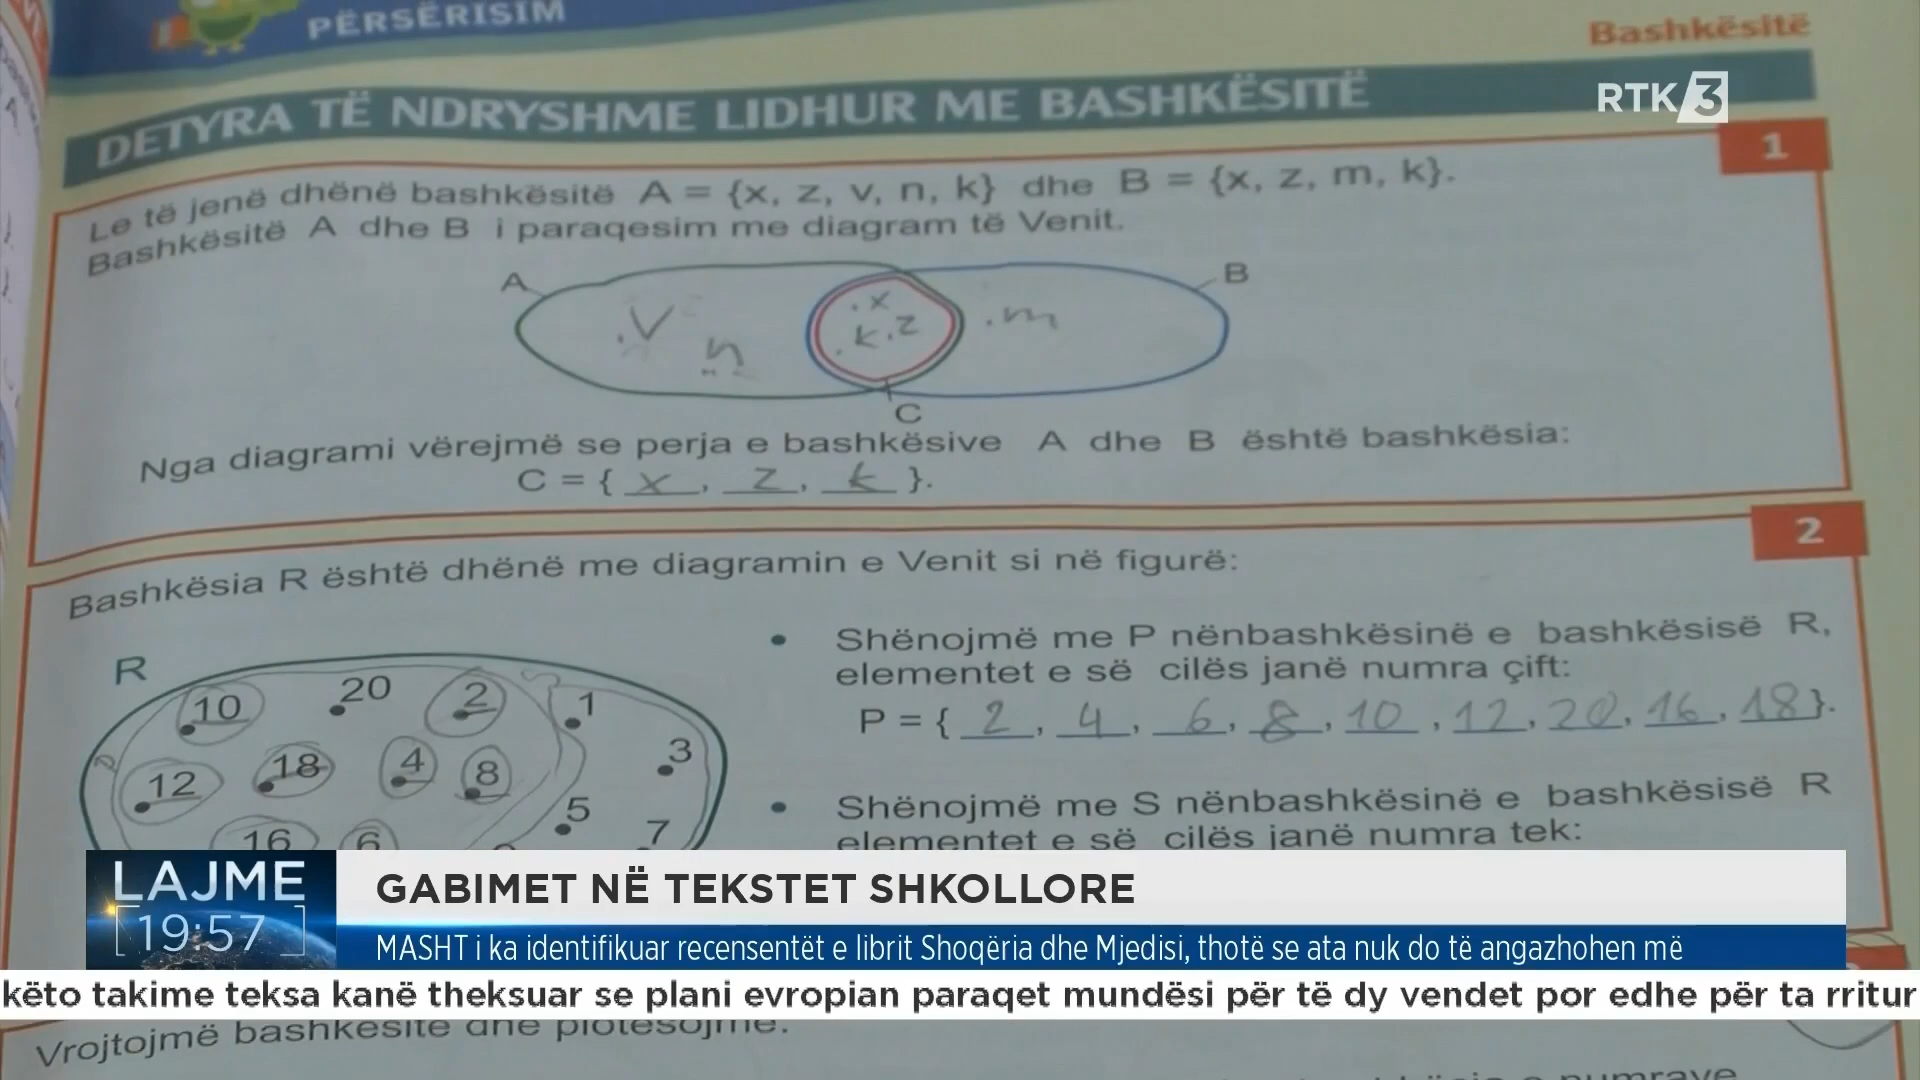 PËRSËRISIM
Bashkësitë
DETYRA TË NDRYSHME LIDHUR ME BASHKËSITË
RTK 3
1
Le të jenë dhënë bashkësitë A = {x, z, v, n, k} dhe B = {x, z, m, k}.
Bashkësitë A dhe B i paraqesim me diagram të Venit.
A
B
.V
n
.x
.k .z
.m
C
Nga diagrami vërejmë se perja e bashkësive A dhe B është bashkësia:
C = { x, z, k }.
2
Bashkësia R është dhënë me diagramin e Venit si në figurë:
R
10 20 2 1
12 18 4 8 3
16 6 5 7
• Shënojmë me P nënbashkësinë e bashkësisë R,
elementet e së cilës janë numra çift:
P = { 2, 4, 6, 8, 10, 12, 20, 16, 18 }.
• Shënojmë me S nënbashkësinë e bashkësisë R
elementet e së cilës janë numra tek:
LAJME
19:57
GABIMET NË TEKSTET SHKOLLORE
MASHT i ka identifikuar recensentët e librit Shoqëria dhe Mjedisi, thotë se ata nuk do të angazhohen më
këto takime teksa kanë theksuar se plani evropian paraqet mundësi për të dy vendet por edhe për ta rritur
Vrojtojmë bashkësitë dhe plotësojmë:
e numrave